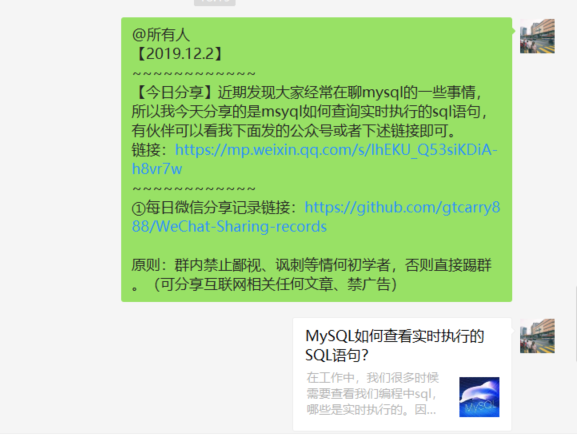 @所有人
【2019.12.2】
~~~~~~~~~~~~
【今日分享】近期发现大家经常在聊mysql的一些事情，
所以我今天分享的是msyql如何查询实时执行的sql语句，
有伙伴可以看我下面发的公众号或者下述链接即可。
链接：https://mp.weixin.qq.com/s/lhEKU_Q53siKDiA-
h8vr7w
~~~~~~~~~~~~
①每日微信分享记录链接：https://github.com/gtcarry8
88/WeChat-Sharing-records
原则：群内禁止鄙视、讽刺等情何初学者，否则直接踢群
。（可分享互联网相关任何文章、禁广告）
MySQL如何查看实时执行的
SQL语句？
在工作中，我们很多时候
需要查看我们编程中sql，
哪些是实时执行的。因...
MySQL